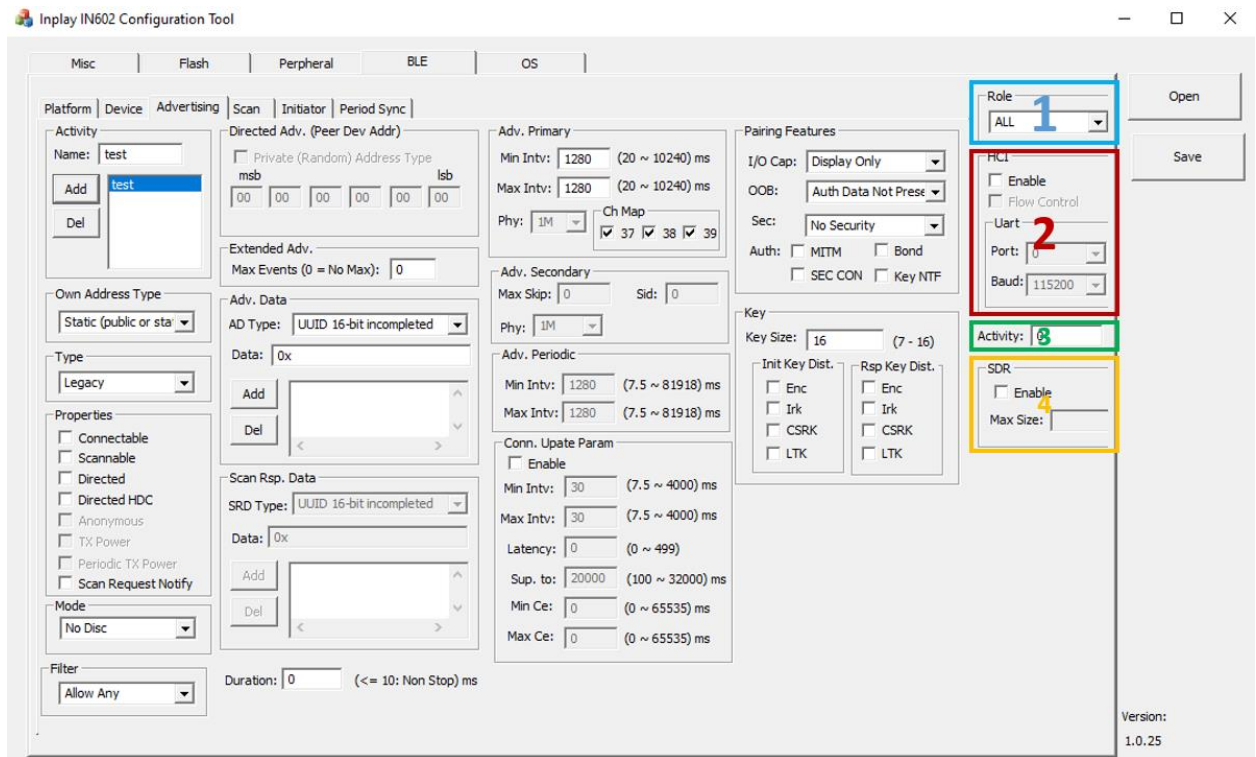 Inplay IN602 Configuration Tool
Misc Flash Perpheral BLE OS
Platform Device Advertising Scan Initiator Period Sync
Activity
Name: test
Add test
Del
Own Address Type
Static (public or sta
Type
Legacy
Properties
Connectable
Scannable
Directed
Directed HDC
Anonymous
TX Power
Periodic TX Power
Scan Request Notify
Mode
No Disc
Filter
Allow Any
Directed Adv. (Peer Dev Addr)
Private (Random) Address Type
msb lsb
00 00 00 00 00 00
Extended Adv.
Max Events (0 = No Max): 0
Adv. Data
AD Type: UUID 16-bit incompleted
Data: 0x
Add
Del
Scan Rsp. Data
SRD Type: UUID 16-bit incompleted
Data: 0x
Add
Del
Duration: 0 (<= 10: Non Stop) ms
Adv. Primary
Min Intv: 1280 (20 ~ 10240) ms
Max Intv: 1280 (20 ~ 10240) ms
Phy: 1M Ch Map
37 38 39
Adv. Secondary
Max Skip: 0 Sid: 0
Phy: 1M
Adv. Periodic
Min Intv: 1280 (7.5 ~ 81918) ms
Max Intv: 1280 (7.5 ~ 81918) ms
Conn. Upate Param
Enable
Min Intv: 30 (7.5 ~ 4000) ms
Max Intv: 30 (7.5 ~ 4000) ms
Latency: 0 (0 ~ 499)
Sup. to: 20000 (100 ~ 32000) ms
Min Ce: 0 (0 ~ 65535) ms
Max Ce: 0 (0 ~ 65535) ms
Pairing Features
I/O Cap: Display Only
OOB: Auth Data Not Prese
Sec: No Security
Auth: MITM Bond
SEC CON Key NTF
Key
Key Size: 16 (7 - 16)
Init Key Dist. Rsp Key Dist.
Enc Enc
Irk Irk
CSRK CSRK
LTK LTK
Role
ALL 1
HCI
Enable
Flow Control
Uart 2
Port: 0
Baud: 115200
Activity: 0 3
SDR
Enable
4
Max Size:
Open
Save
Version:
1.0.25